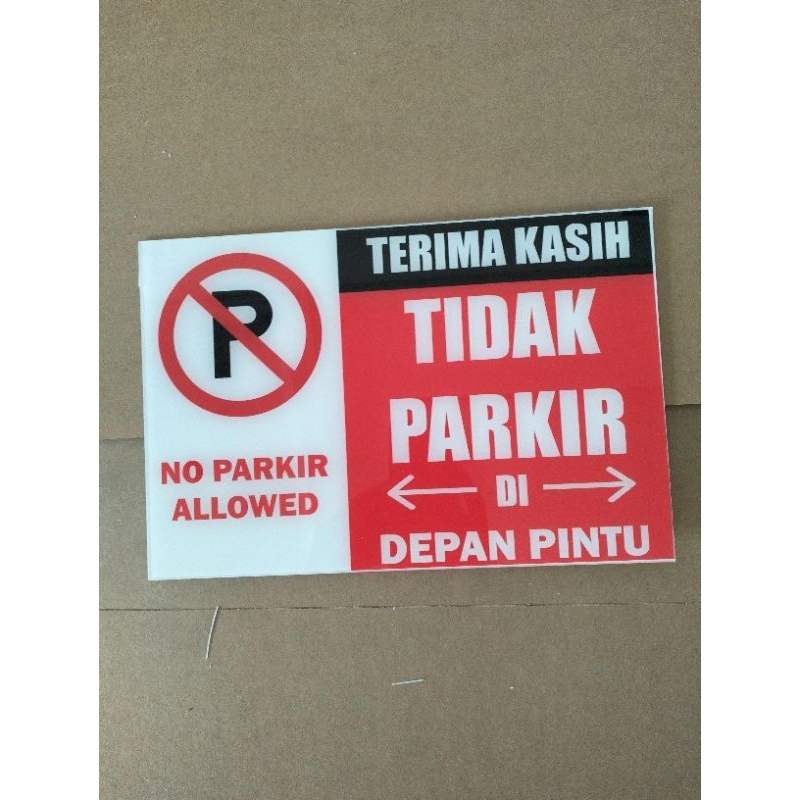 P
NO PARKIR
ALLOWED
TERIMA KASIH
TIDAK
PARKIR
DI
DEPAN PINTU